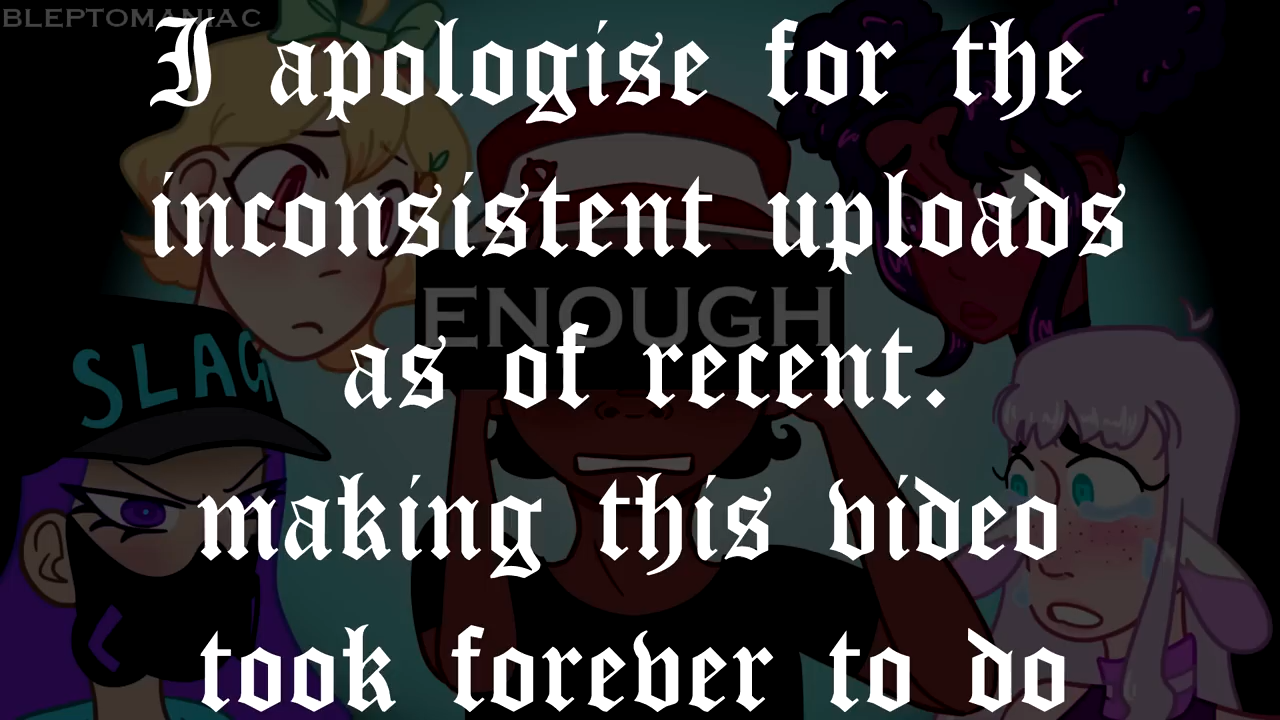 BLEPTOMANIAC
I apologise for the
inconsistent uploads
ENOUGH
as of recent.
SLAG
making this video
took forever to do